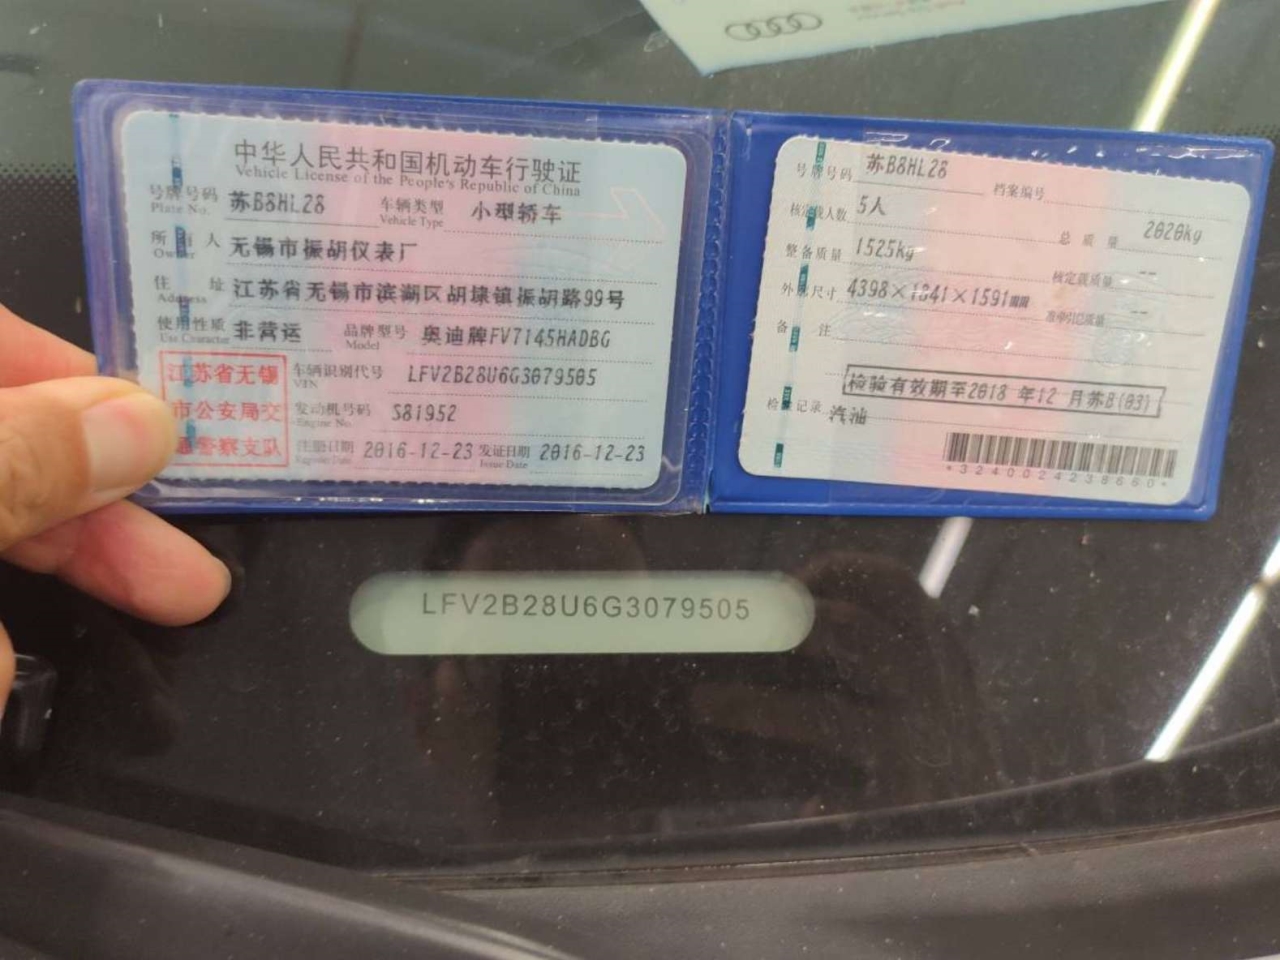 中华人民共和国机动车行驶证
Vehicle License of the People's Republic of China
号牌号码 苏B8HL28 车辆类型 小型轿车
Plate No. Vehicle Type
所 人 无锡市振胡仪表厂
Owner
住 址 江苏省无锡市滨湖区胡埭镇振胡路99号
Address
使用性质 非营运 品牌型号 奥迪牌FV7145HADBG
Use Character Model
江苏省无锡
市公安局交
通警察支队
车辆识别代号 LFV2B28U6G3079505
VIN
发动机号码 S81952
Engine No.
注册日期 2016-12-23 发证日期 2016-12-23
Register Date Issue Date
号牌号码 苏B8HL28 档案编号
核定载人数 5人 总质量 2020kg
整备质量 1525kg 核定载质量 --
外廓尺寸 4398×1841×1591mm 准牵引总质量 --
备 注
检验有效期至2018 年12 月苏B(03)
检验记录 汽油
*3240024238660*
LFV2B28U6G3079505